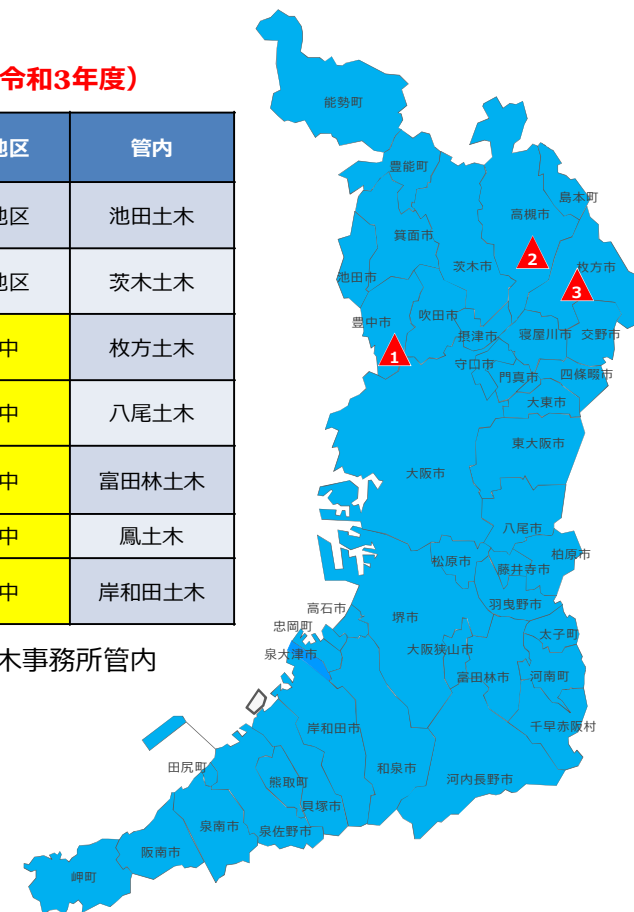 令和3年度）
地区 管内
地区 池田土木
地区 茨木土木
中 枚方土木
中 八尾土木
中 富田林土木
中 鳳土木
中 岸和田土木
木事務所管内
能勢町
豊能町
島本町
高槻市
箕面市
茨木市
2
枚方市
池田市
3
豊中市
吹田市
摂津市
寝屋川市
交野市
1
守口市
門真市
四條畷市
大東市
東大阪市
大阪市
八尾市
柏原市
松原市
藤井寺市
羽曳野市
高石市
堺市
忠岡町
太子町
泉大津市
大阪狭山市
富田林市
河南町
千早赤阪村
岸和田市
田尻町
和泉市
河内長野市
熊取町
貝塚市
泉南市
泉佐野市
阪南市
岬町